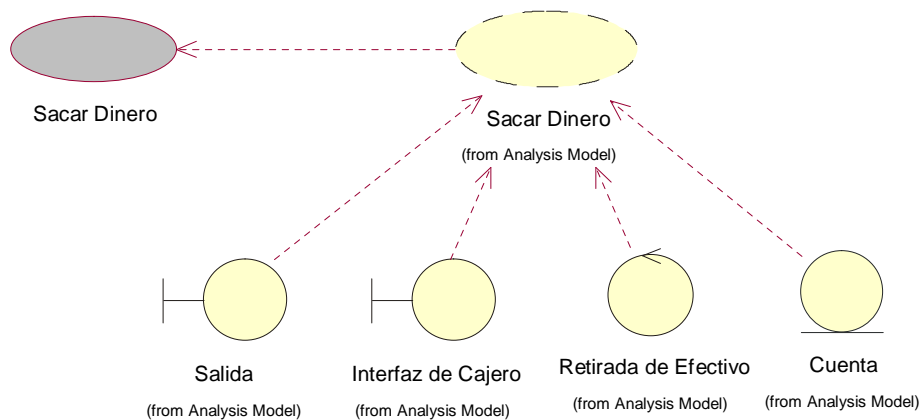 Sacar Dinero
Sacar Dinero
(from Analysis Model)
Salida
(from Analysis Model)
Interfaz de Cajero
(from Analysis Model)
Retirada de Efectivo
(from Analysis Model)
Cuenta
(from Analysis Model)